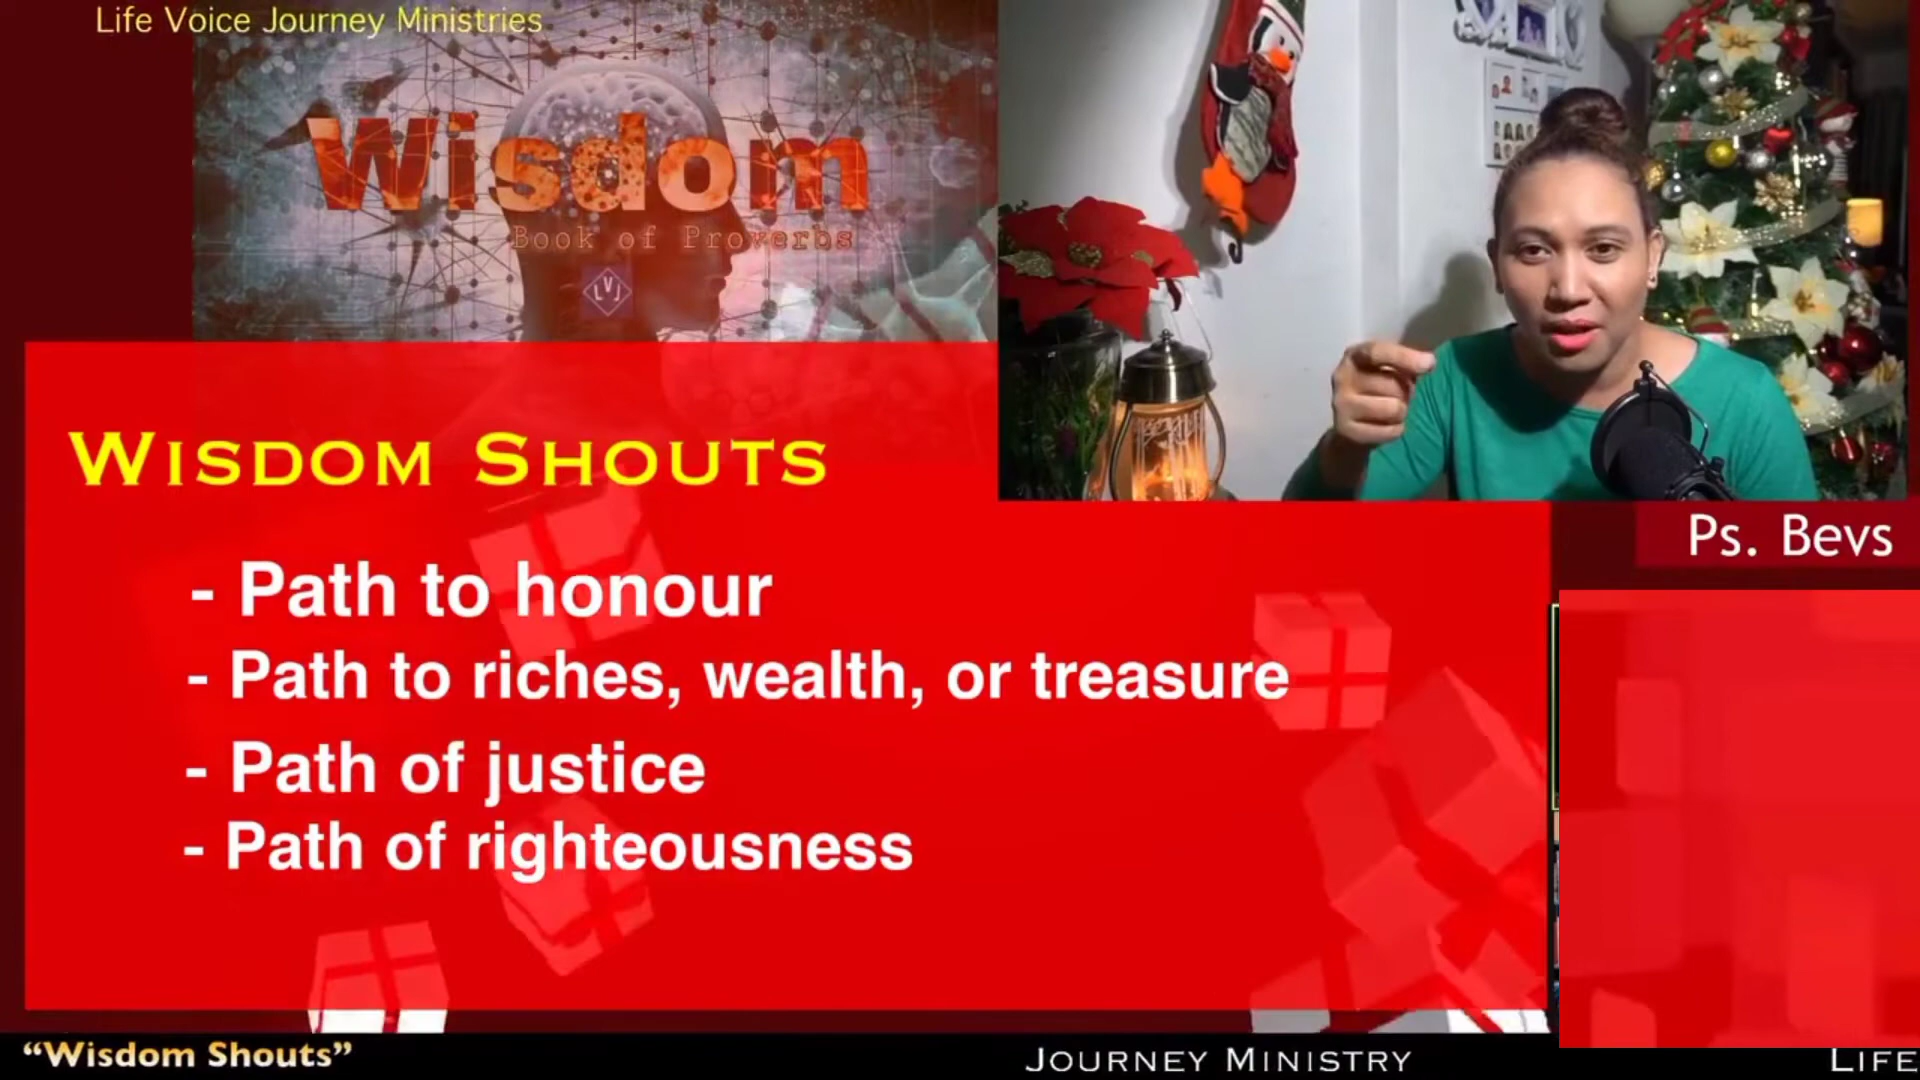 Life Voice Journey Ministries
Wisdom
Book of Proverbs
LVJ
WISDOM SHOUTS
- Path to honour
- Path to riches, wealth, or treasure
- Path of justice
- Path of righteousness
Ps. Bevs
“Wisdom Shouts”
JOURNEY MINISTRY
LIFE